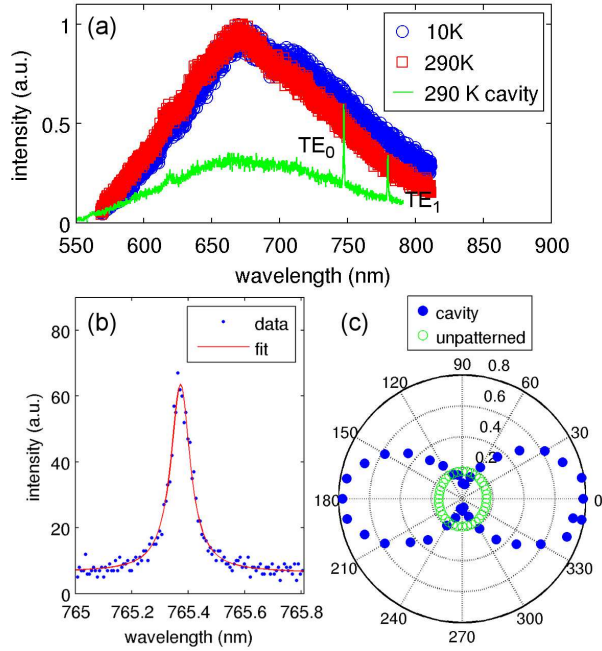 (a)
10K
290K
290 K cavity
TE0
TE1
1
0.5
0
intensity (a.u.)
550 600 650 700 750 800 850 900
wavelength (nm)
(b)
data
fit
80
60
40
20
0
intensity (a.u.)
765 765.2 765.4 765.6 765.8
wavelength (nm)
(c)
cavity
unpatterned
90
0.8
120
0.6
60
0.4
150
0.2
30
180
0
210
330
240
300
270